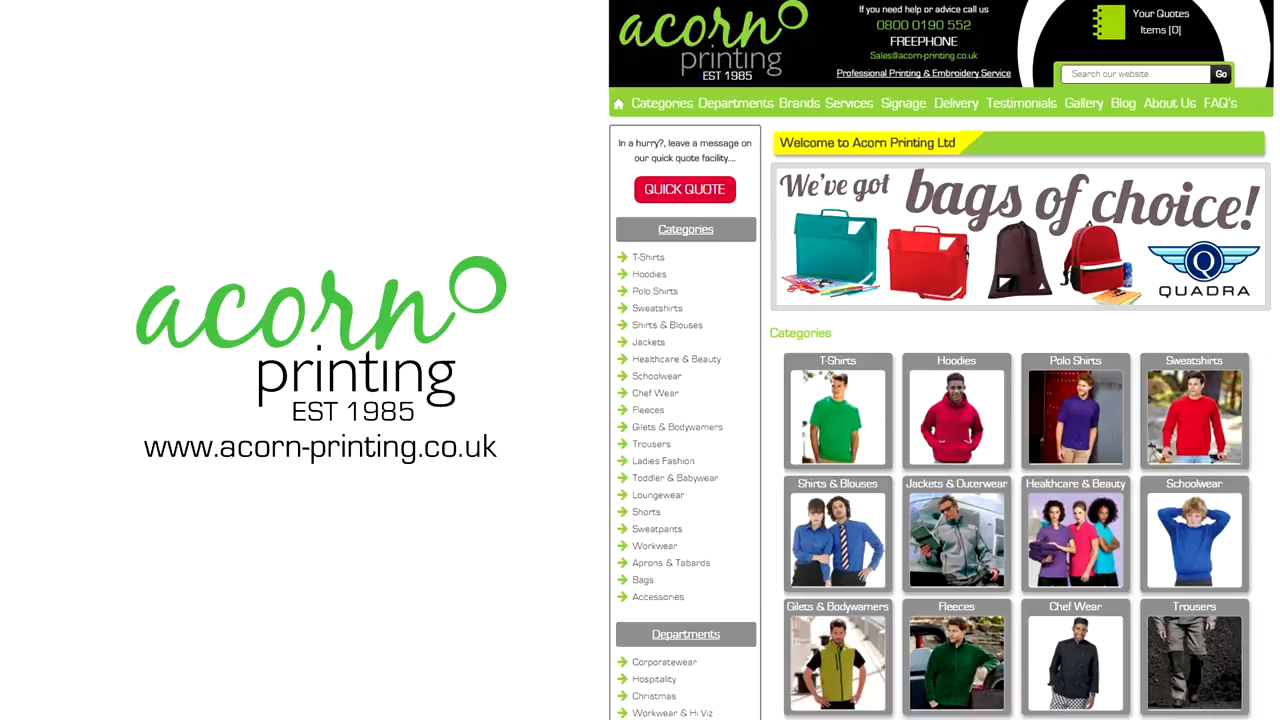 acorn
printing
EST 1985
www.acorn-printing.co.uk
acorn
printing
EST 1985
If you need help or advice call us
0800 0190 552
FREEPHONE
Sales@acorn-printing.co.uk
Professional Printing & Embroidery Service
Your Quotes
Items [0]
Search our website
Go
Categories Departments Brands Services Signage Delivery Testimonials Gallery Blog About Us FAQ's
In a hurry?, leave a message on
our quick quote facility....
QUICK QUOTE
Categories
T-Shirts
Hoodies
Polo Shirts
Sweatshirts
Shirts & Blouses
Jackets
Healthcare & Beauty
Schoolwear
Chef Wear
Fleeces
Gilets & Bodywamers
Trousers
Ladies Fashion
Toddler & Babywear
Loungewear
Shorts
Sweatpants
Workwear
Aprons & Tabards
Bags
Accessories
Departments
Corporatewear
Hospitality
Christmas
Workwear & Hi Viz
Welcome to Acorn Printing Ltd
We've got bags of choice!
Q
QUADRA
Categories
T-Shirts Hoodies Polo Shirts Sweatshirts
Shirts & Blouses Jackets & Outerwear Healthcare & Beauty Schoolwear
Gilets & Bodywamers Fleeces Chef Wear Trousers